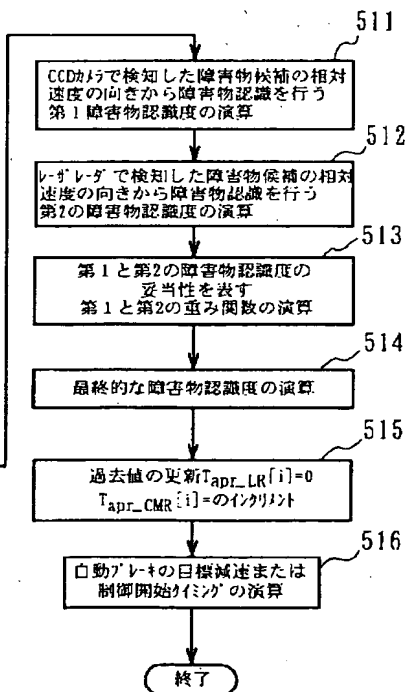 511
CCDカメラで検知した障害物候補の相対
速度の向きから障害物認識を行う
第1障害物認識度の演算
512
レーザレーダで検知した障害物候補の相対
速度の向きから障害物認識を行う
第2の障害物認識度の演算
513
第1と第2の障害物認識度の
妥当性を表す
第1と第2の重み関数の演算
514
最終的な障害物認識度の演算
515
過去値の更新Tapr_LR[i]=0
Tapr_CMR[i]=のインクリメント
516
自動ブレーキの目標減速または
制御開始タイミングの演算
終了